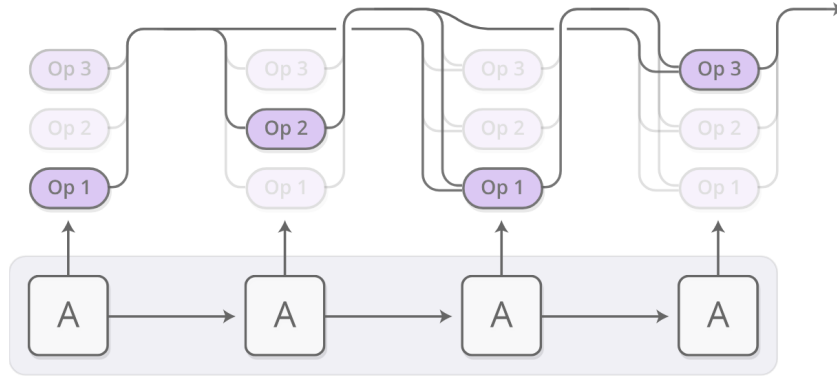 Op 3 Op 3 Op 3 Op 3
Op 2 Op 2 Op 2 Op 2
Op 1 Op 1 Op 1 Op 1
A A A A